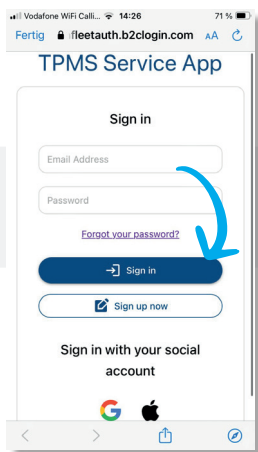 Vodafone WiFi Calli... 14:26 71 %
Fertig fleetauth.b2clogin.com AA
TPMS Service App
Sign in
Email Address
Password
Forgot your password?
Sign in
Sign up now
Sign in with your social
account